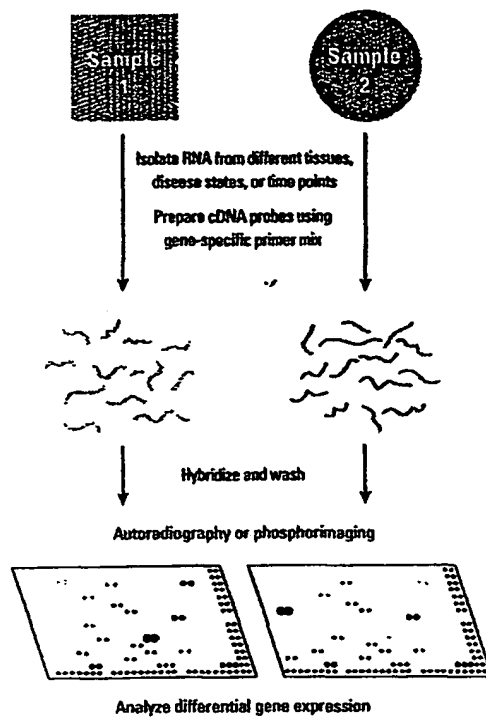 Sample
1
Sample
2
Isolate RNA from different tissues,
disease states, or time points
Prepare cDNA probes using
gene-specific primer mix
Hybridize and wash
Autoradiography or phosphorimaging
Analyze differential gene expression